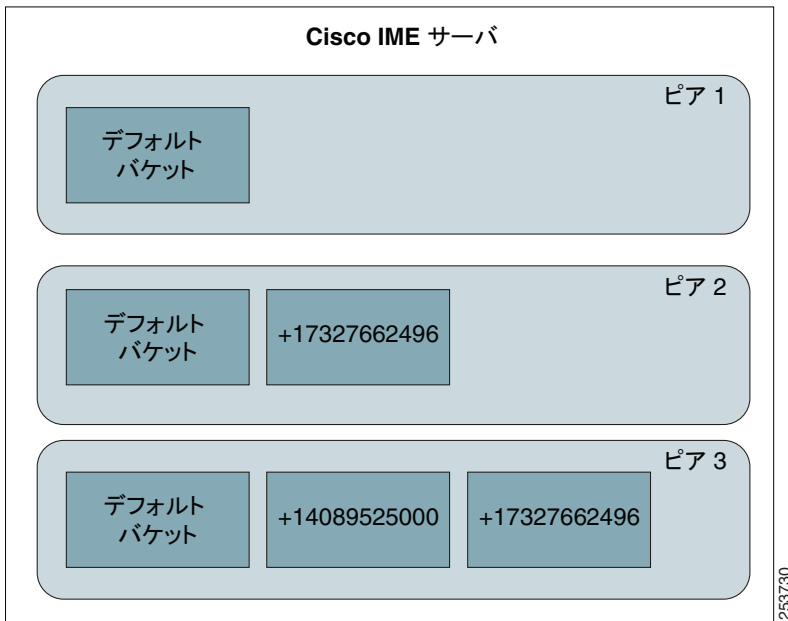 Cisco IME サーバ
ピア 1
デフォルト
バケット
ピア 2
デフォルト
バケット
+17327662496
ピア 3
デフォルト
バケット
+14089525000
+17327662496
253730